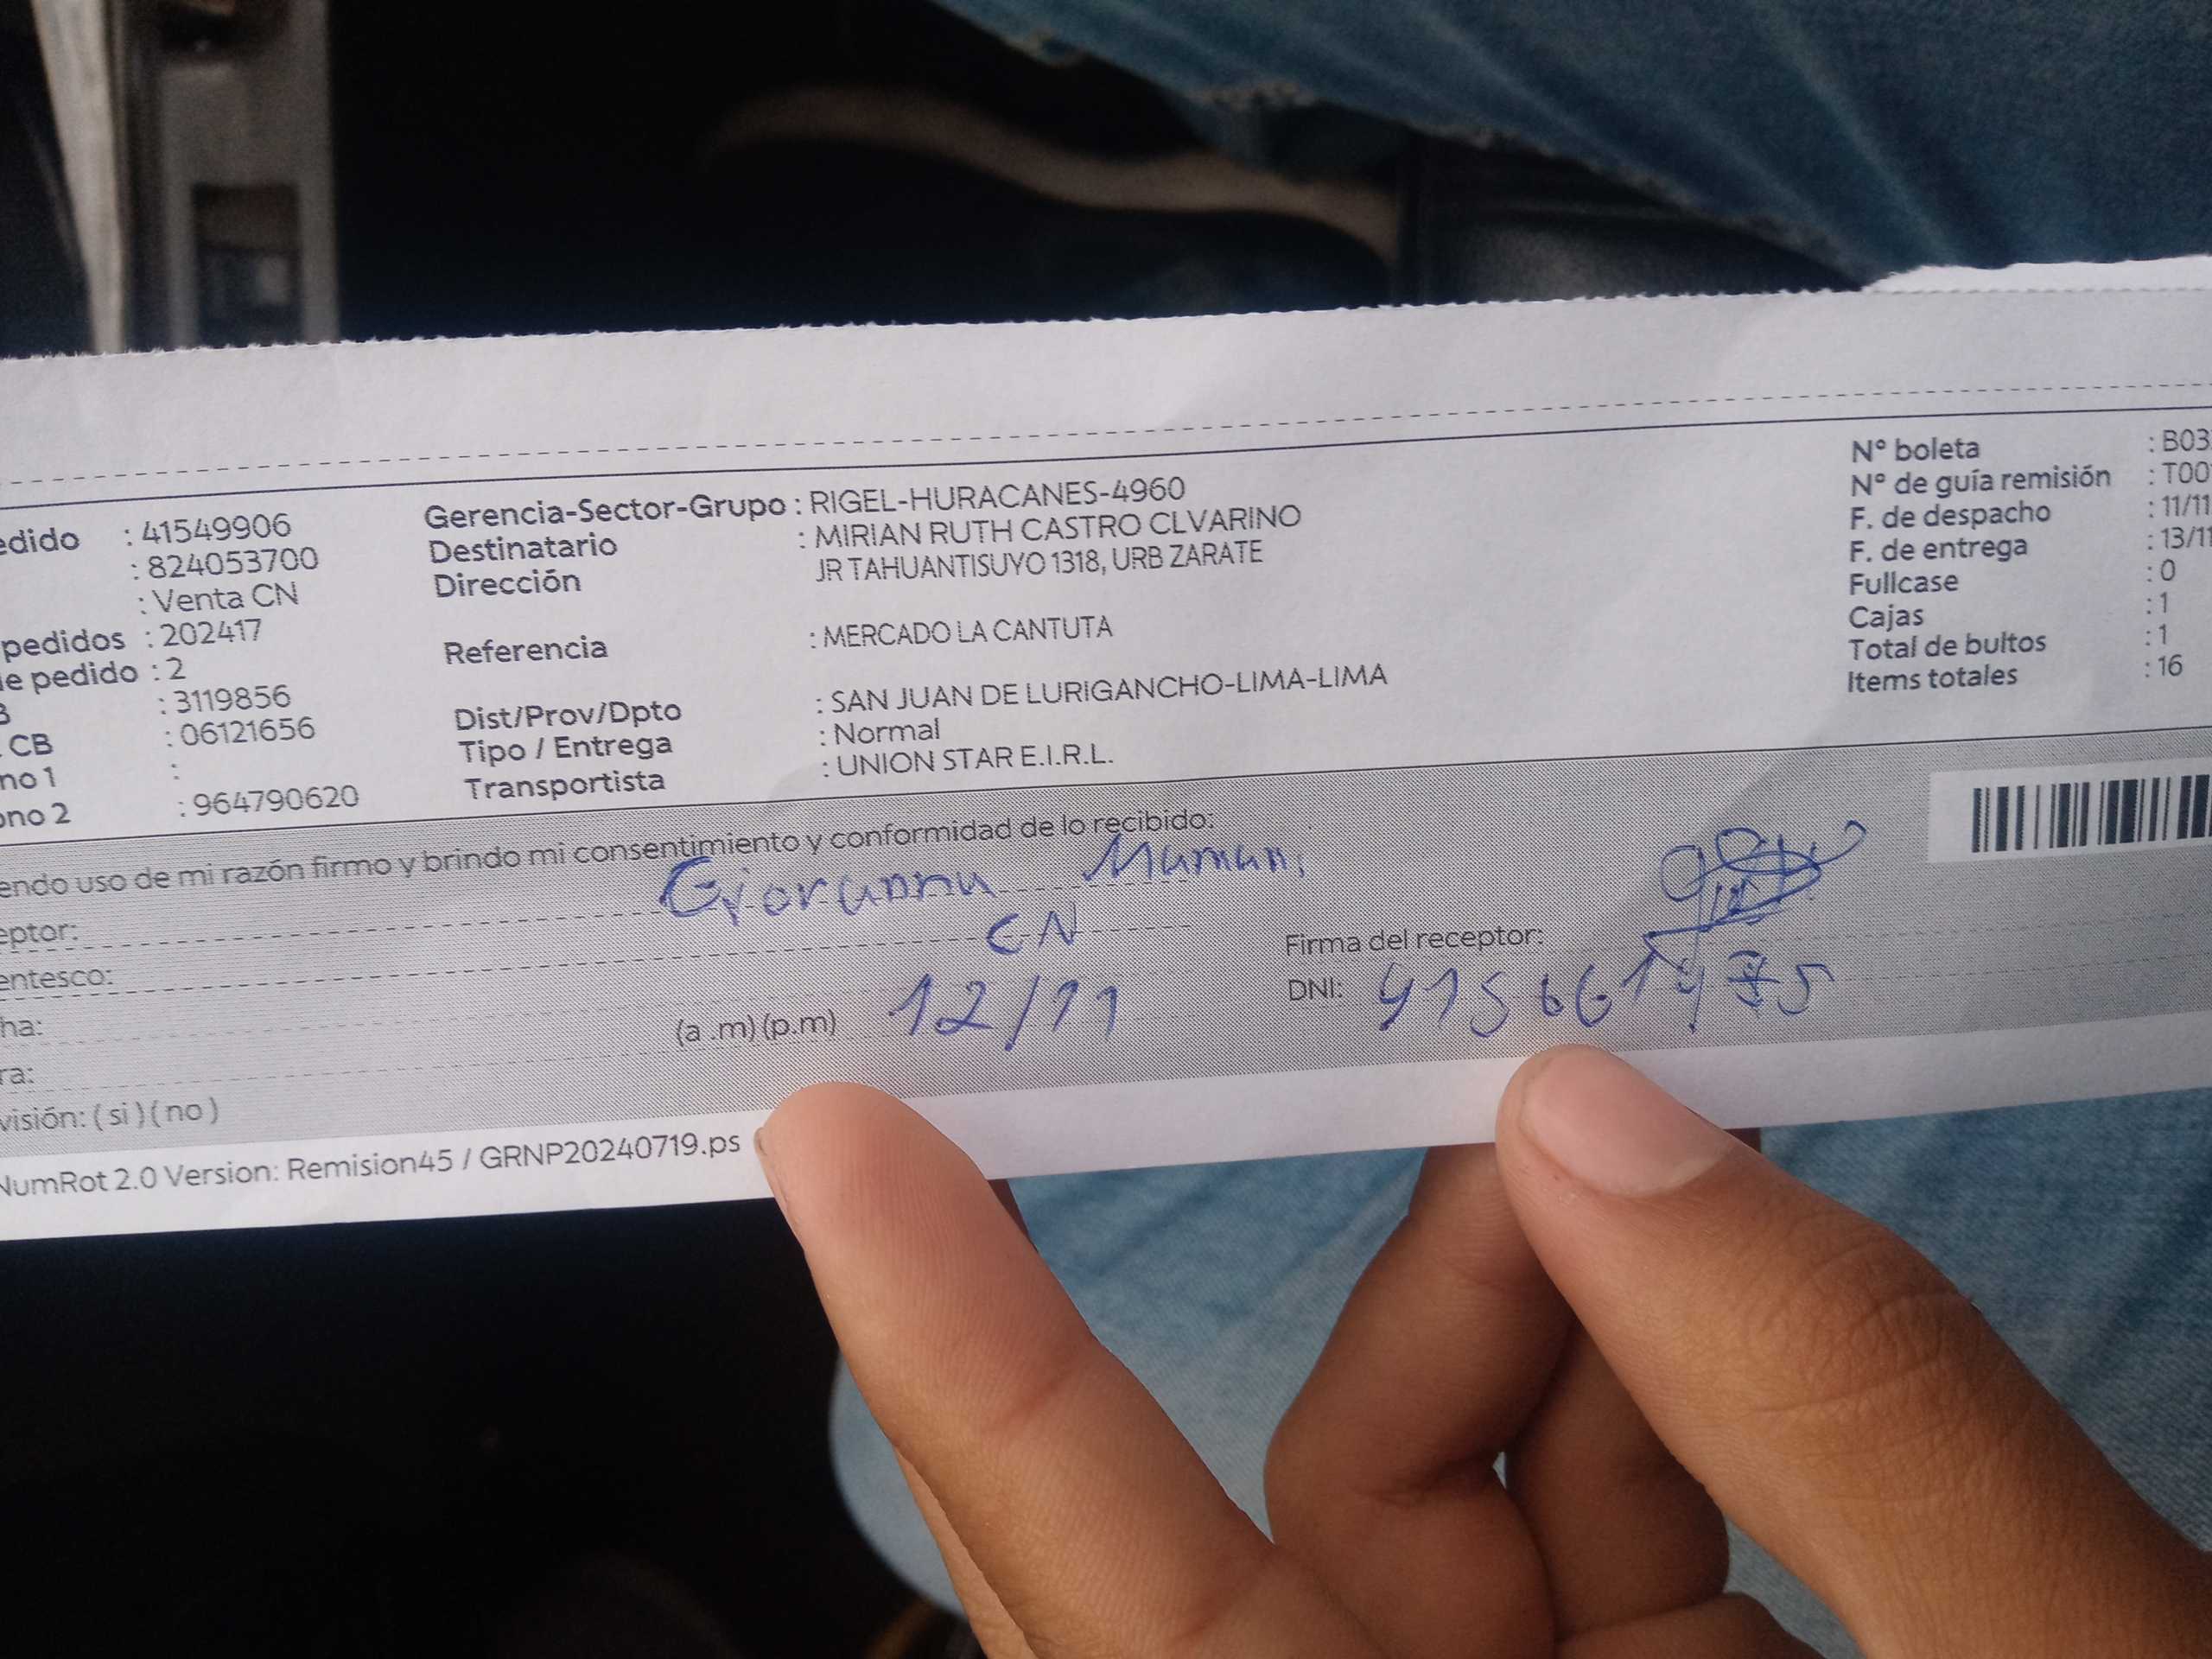 edido : 41549906
: 824053700
: Venta CN
pedidos : 202417
e pedido : 2
B : 3119856
CB : 06121656
no 1 :
ono 2 : 964790620
Gerencia-Sector-Grupo : RIGEL-HURACANES-4960
Destinatario : MIRIAN RUTH CASTRO CLVARINO
Dirección JR TAHUANTISUYO 1318, URB ZARATE
Referencia : MERCADO LA CANTUTA
Dist/Prov/Dpto : SAN JUAN DE LURIGANCHO-LIMA-LIMA
Tipo / Entrega : Normal
Transportista : UNION STAR E.I.R.L.
Nº boleta : B03
Nº de guía remisión : T00
F. de despacho : 11/11
F. de entrega : 13/11
Fullcase : 0
Cajas : 1
Total de bultos : 1
Items totales : 16
endo uso de mi razón firmo y brindo mi consentimiento y conformidad de lo recibido:
eptor: Giovanna Mamani
entesco: CN
ha:
ra: (a .m) (p.m) 12/11
visión: ( si ) ( no )
Firma del receptor:
DNI:
NumRot 2.0 Version: Remision45 / GRNP20240719.ps